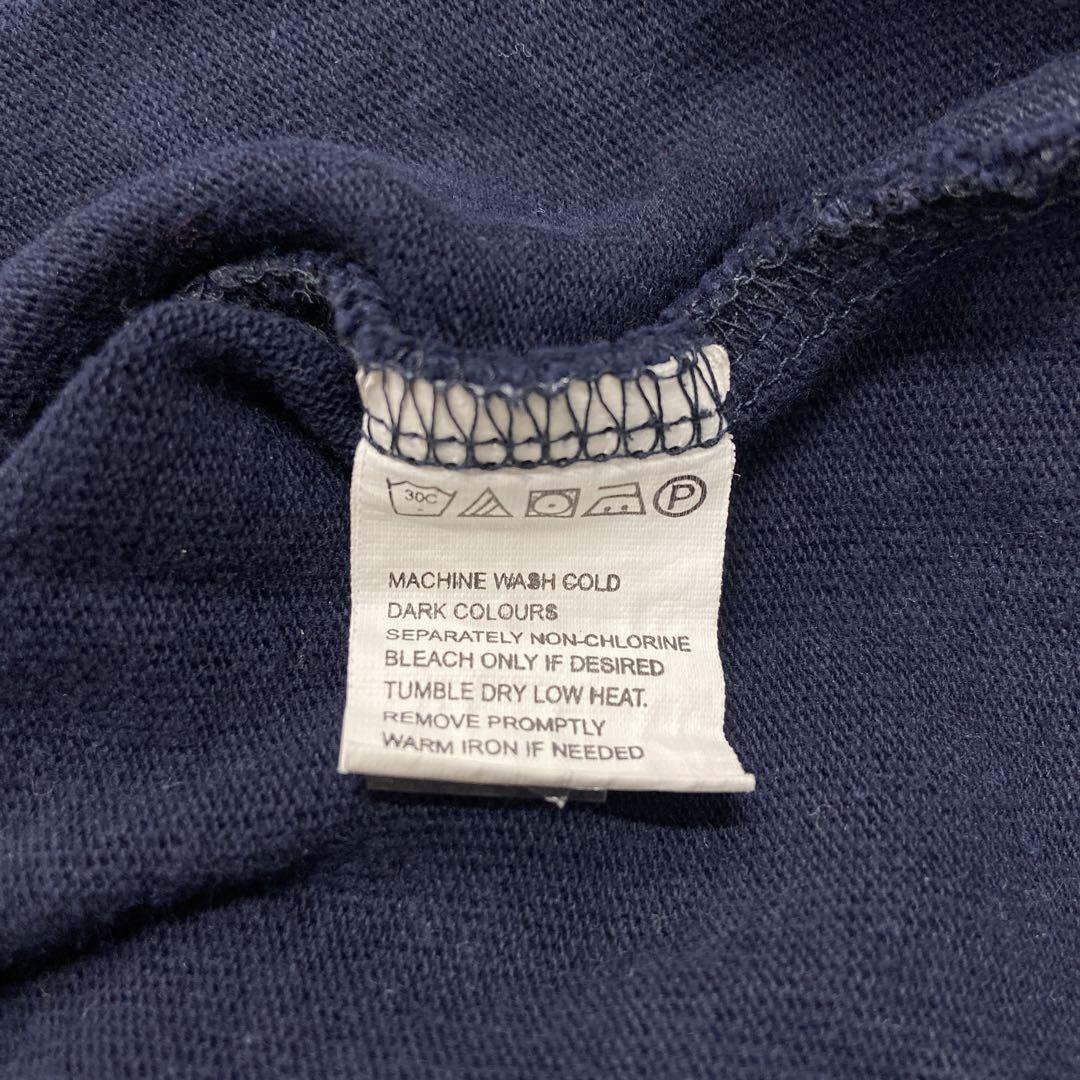 30C P
MACHINE WASH COLD
DARK COLOURS
SEPARATELY NON-CHLORINE
BLEACH ONLY IF DESIRED
TUMBLE DRY LOW HEAT.
REMOVE PROMPTLY
WARM IRON IF NEEDED